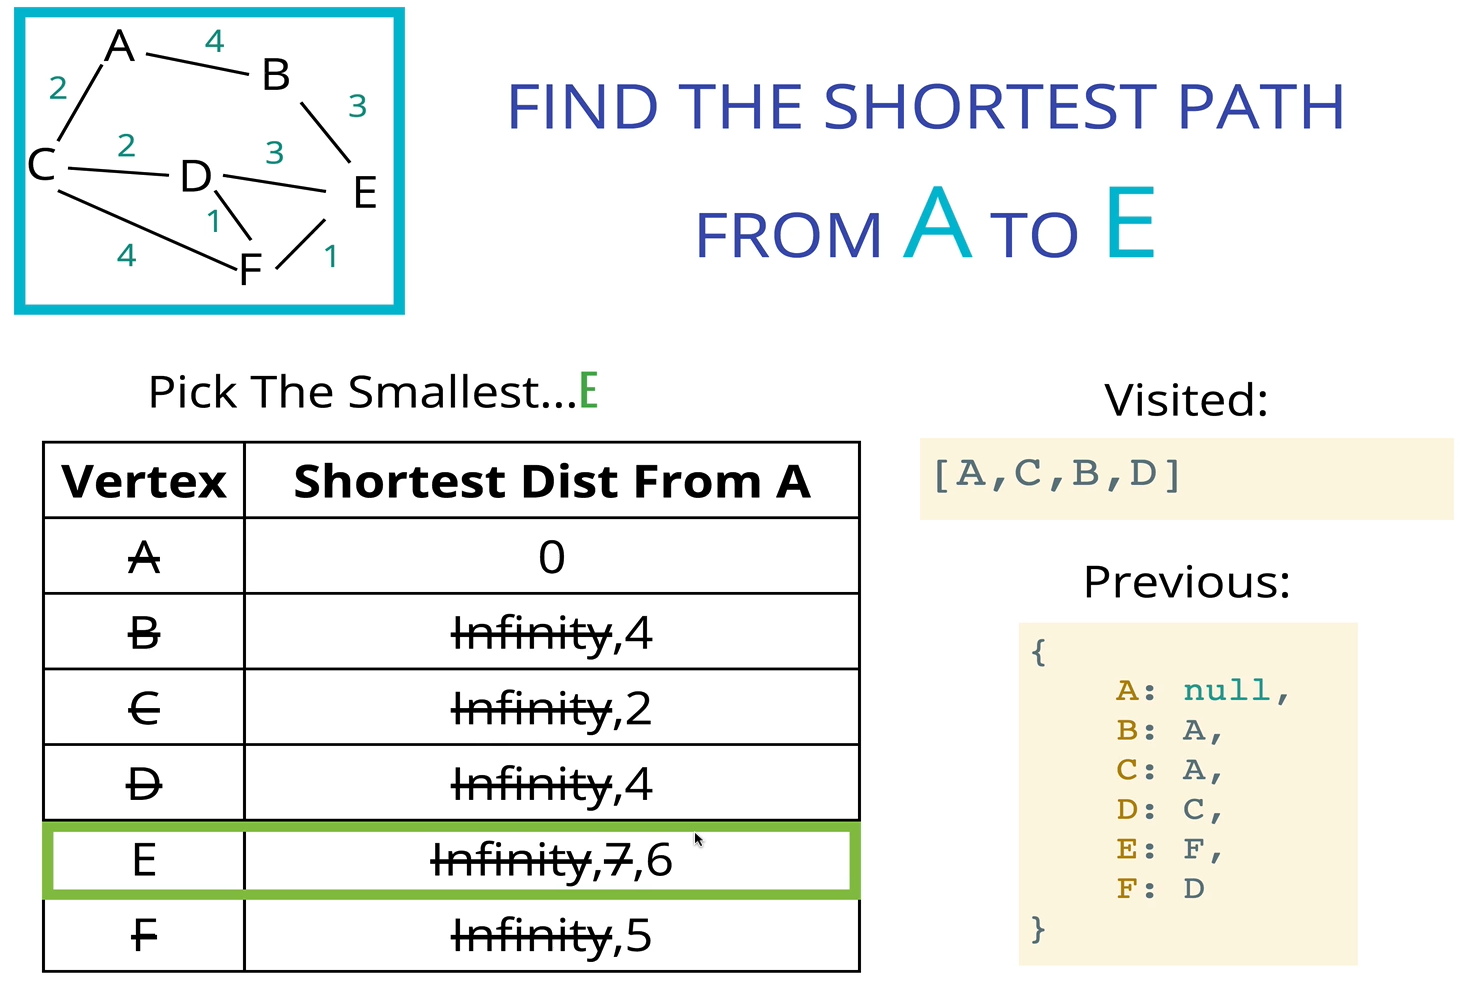 A
4
B
2
3
C
2
D
3
E
1
4
F
1
FIND THE SHORTEST PATH
FROM A TO E
Pick The Smallest...E
Vertex Shortest Dist From A
A 0
B Infinity,4
C Infinity,2
D Infinity,4
E Infinity,7,6
F Infinity,5
Visited:
[A,C,B,D]
Previous:
{
A: null,
B: A,
C: A,
D: C,
E: F,
F: D
}